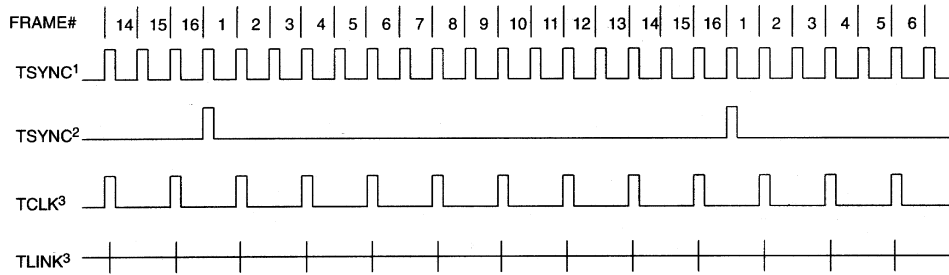 FRAME# 14 15 16 1 2 3 4 5 6 7 8 9 10 11 12 13 14 15 16 1 2 3 4 5 6
TSYNC¹
TSYNC²
TCLK³
TLINK³